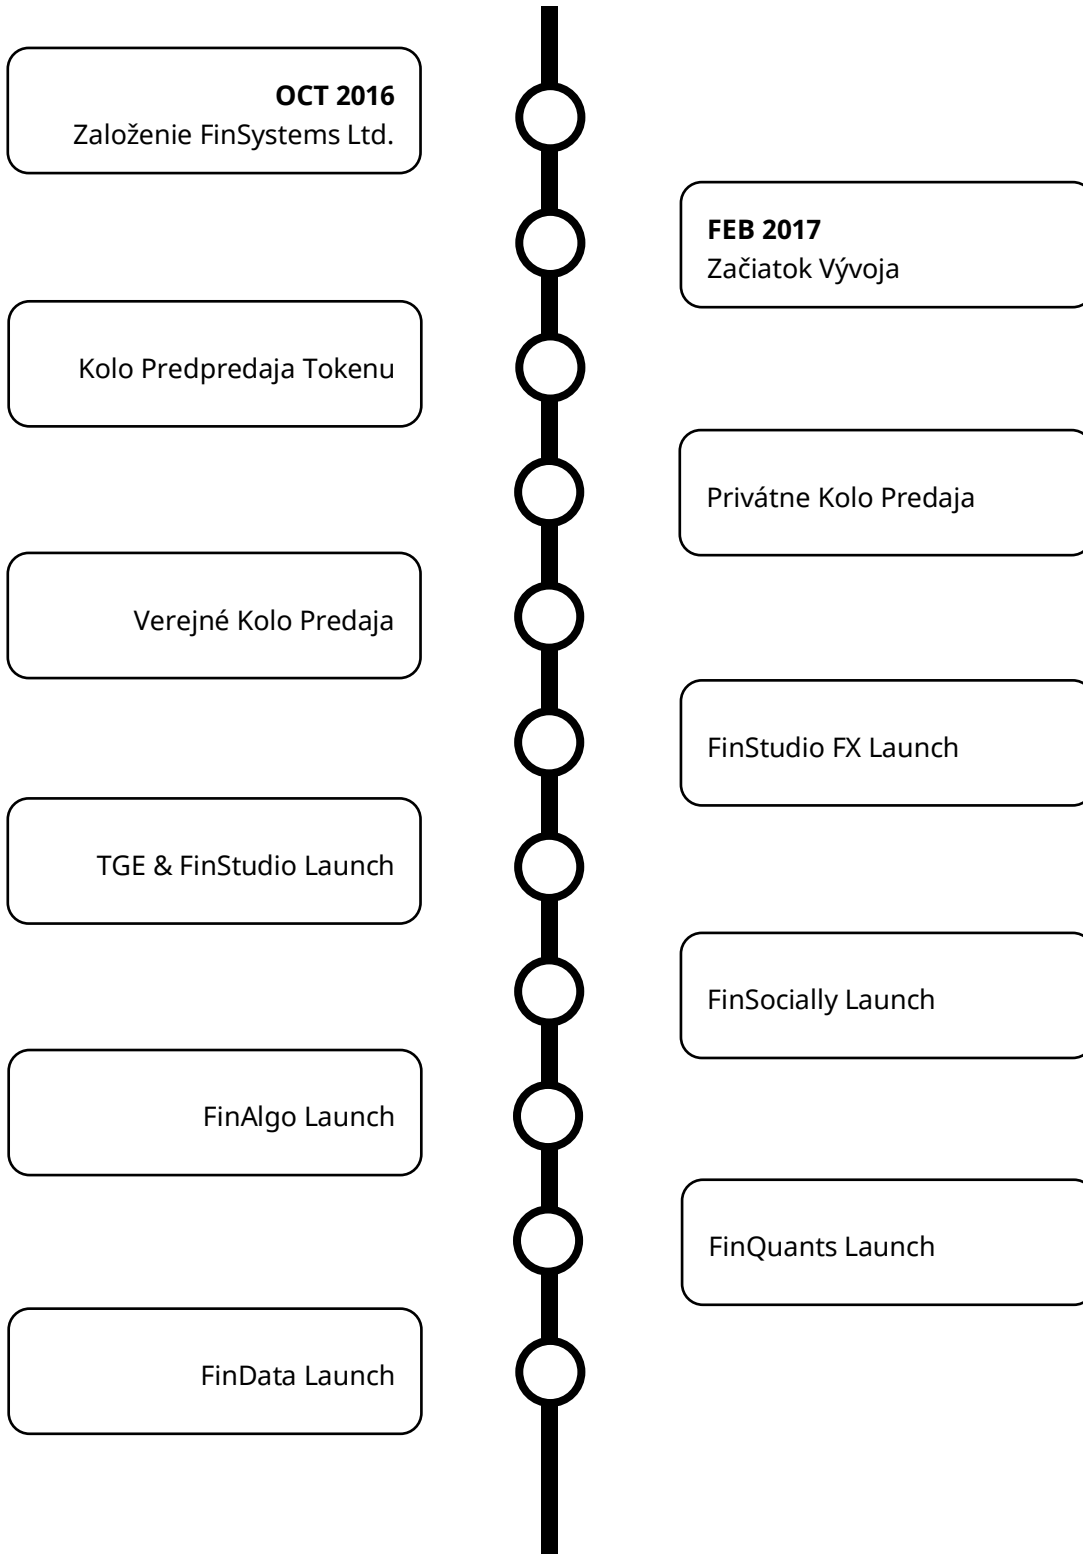 OCT 2016
Založenie FinSystems Ltd.
FEB 2017
Začiatok Vývoja
Kolo Predpredaja Tokenu
Privátne Kolo Predaja
Verejné Kolo Predaja
FinStudio FX Launch
TGE & FinStudio Launch
FinSocially Launch
FinAlgo Launch
FinQuants Launch
FinData Launch